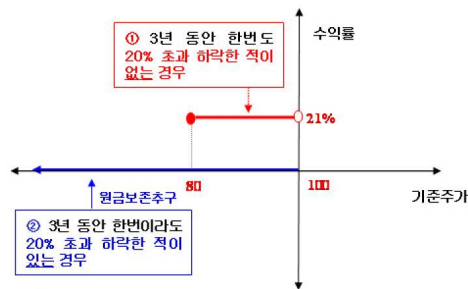 ① 3년 동안 한번도
20% 초과 하락한 적이
없는 경우
수익률
21%
80
100
기준주가
원금보존추구
② 3년 동안 한번이라도
20% 초과 하락한 적이
있는 경우